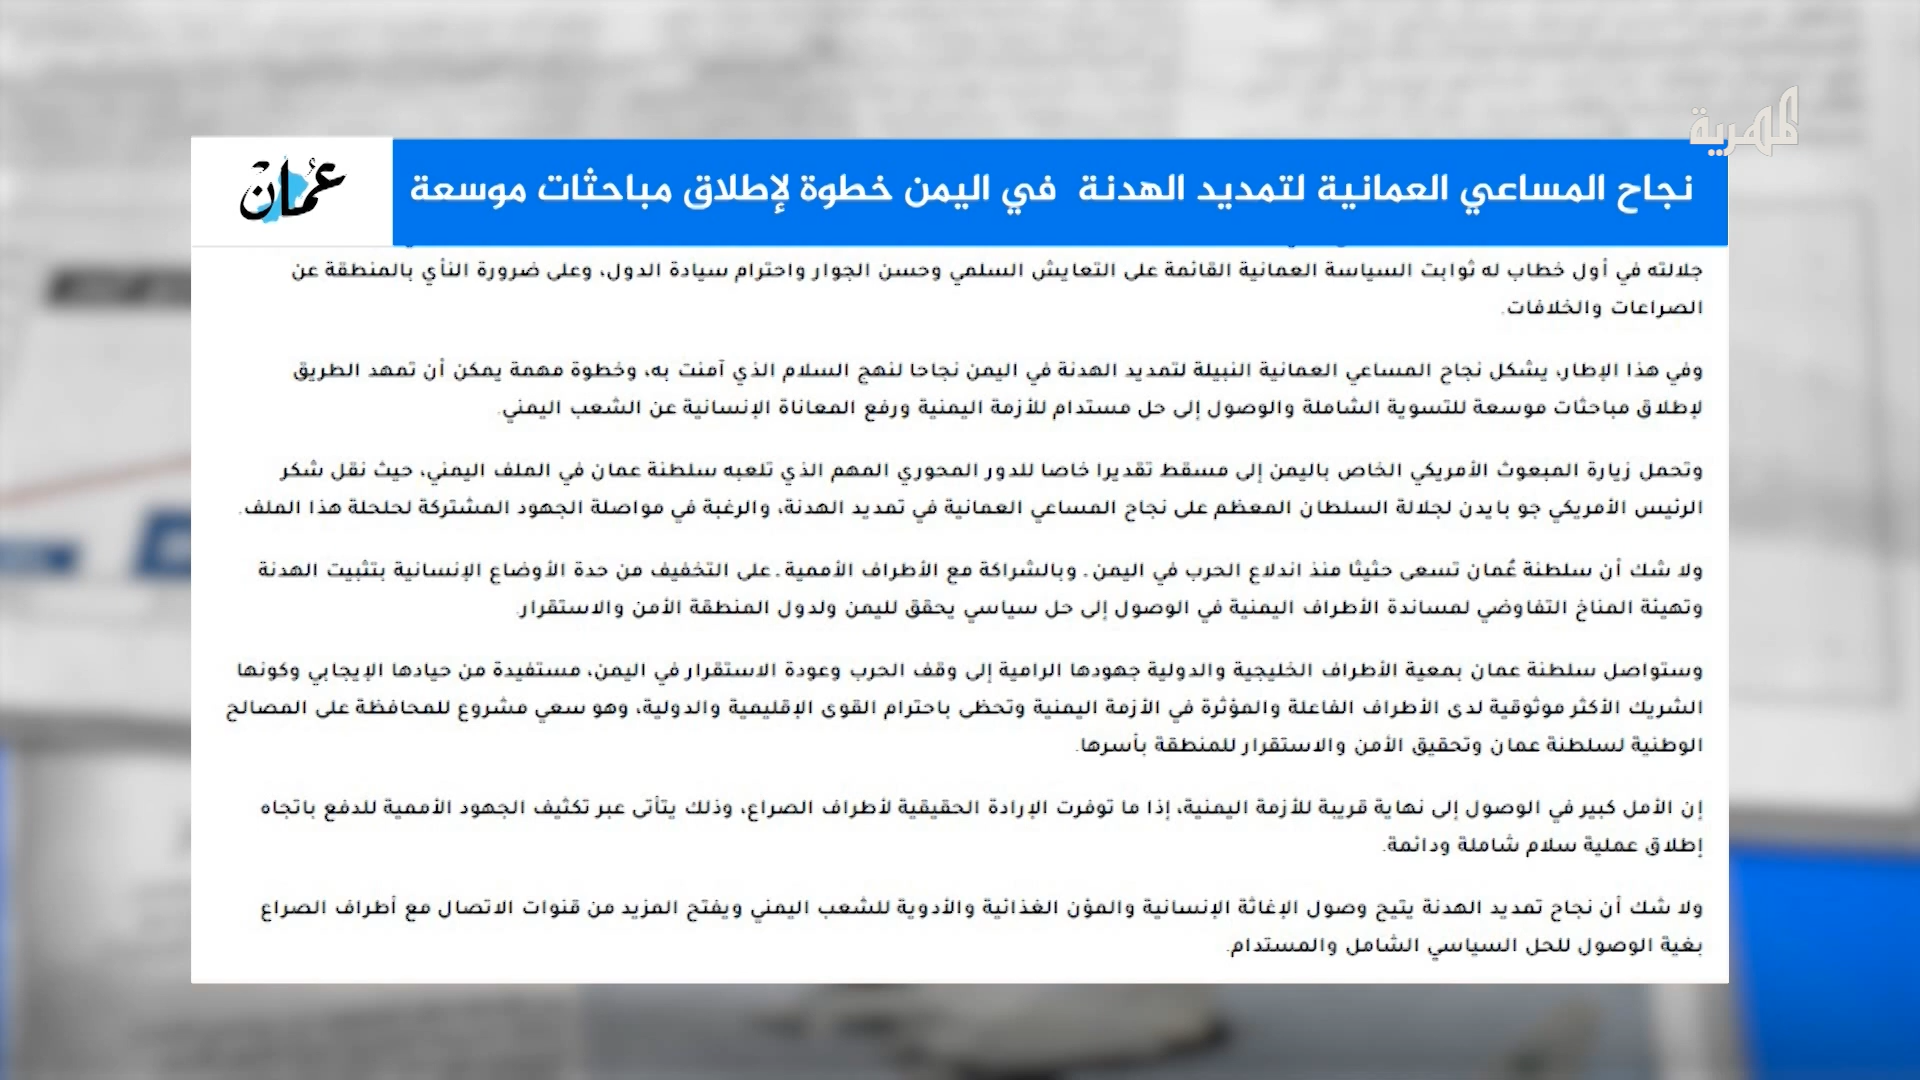 المهرية
عُمان
نجاح المساعي العمانية لتمديد الهدنة في اليمن خطوة لإطلاق مباحثات موسعة
جلالته في أول خطاب له ثوابت السياسة العمانية القائمة على التعايش السلمي وحسن الجوار واحترام سيادة الدول، وعلى ضرورة النأي بالمنطقة عن
الصراعات والخلافات.
وفي هذا الإطار، يشكل نجاح المساعي العمانية النبيلة لتمديد الهدنة في اليمن نجاحا لنهج السلام الذي آمنت به، وخطوة مهمة يمكن أن تمهد الطريق
لإطلاق مباحثات موسعة للتسوية الشاملة والوصول إلى حل مستدام للأزمة اليمنية ورفع المعاناة الإنسانية عن الشعب اليمني.
وتحمل زيارة المبعوث الأمريكي الخاص باليمن إلى مسقط تقديرا خاصا للدور المحوري المهم الذي تلعبه سلطنة عمان في الملف اليمني، حيث نقل شكر
الرئيس الأمريكي جو بايدن لجلالة السلطان المعظم على نجاح المساعي العمانية في تمديد الهدنة، والرغبة في مواصلة الجهود المشتركة لحلحلة هذا الملف.
ولا شك أن سلطنة عُمان تسعى حثيثا منذ اندلاع الحرب في اليمن ـ وبالشراكة مع الأطراف الأممية ـ على التخفيف من حدة الأوضاع الإنسانية بتثبيت الهدنة
وتهيئة المناخ التفاوضي لمساندة الأطراف اليمنية في الوصول إلى حل سياسي يحقق لليمن ولدول المنطقة الأمن والاستقرار.
وستواصل سلطنة عمان بمعية الأطراف الخليجية والدولية جهودها الرامية إلى وقف الحرب وعودة الاستقرار في اليمن، مستفيدة من حيادها الإيجابي وكونها
الشريك الأكثر موثوقية لدى الأطراف الفاعلة والمؤثرة في الأزمة اليمنية وتحظى باحترام القوى الإقليمية والدولية، وهو سعي مشروع للمحافظة على المصالح
الوطنية لسلطنة عمان وتحقيق الأمن والاستقرار للمنطقة بأسرها.
إن الأمل كبير في الوصول إلى نهاية قريبة للأزمة اليمنية، إذا ما توفرت الإرادة الحقيقية لأطراف الصراع، وذلك يتأتى عبر تكثيف الجهود الأممية للدفع باتجاه
إطلاق عملية سلام شاملة ودائمة.
ولا شك أن نجاح تمديد الهدنة يتيح وصول الإغاثة الإنسانية والمؤن الغذائية والأدوية للشعب اليمني ويفتح المزيد من قنوات الاتصال مع أطراف الصراع
بغية الوصول للحل السياسي الشامل والمستدام.